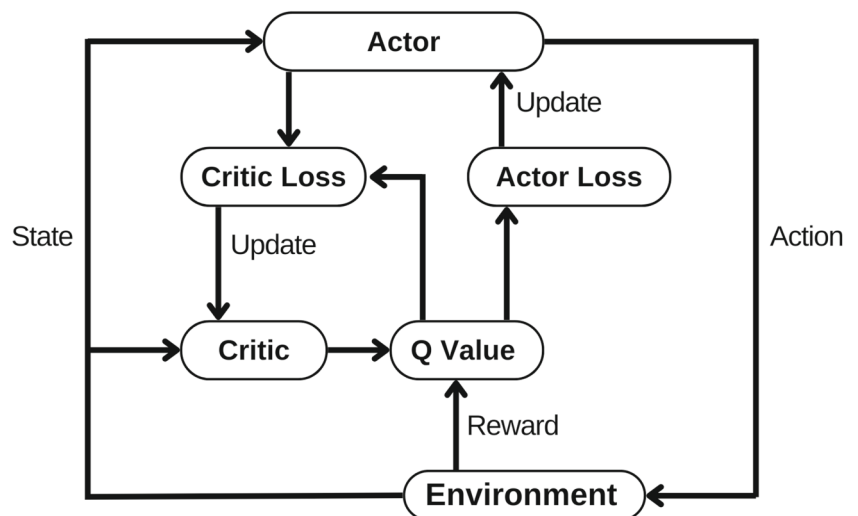 Actor
Update
Critic Loss
Actor Loss
State
Update
Action
Critic
Q Value
Reward
Environment